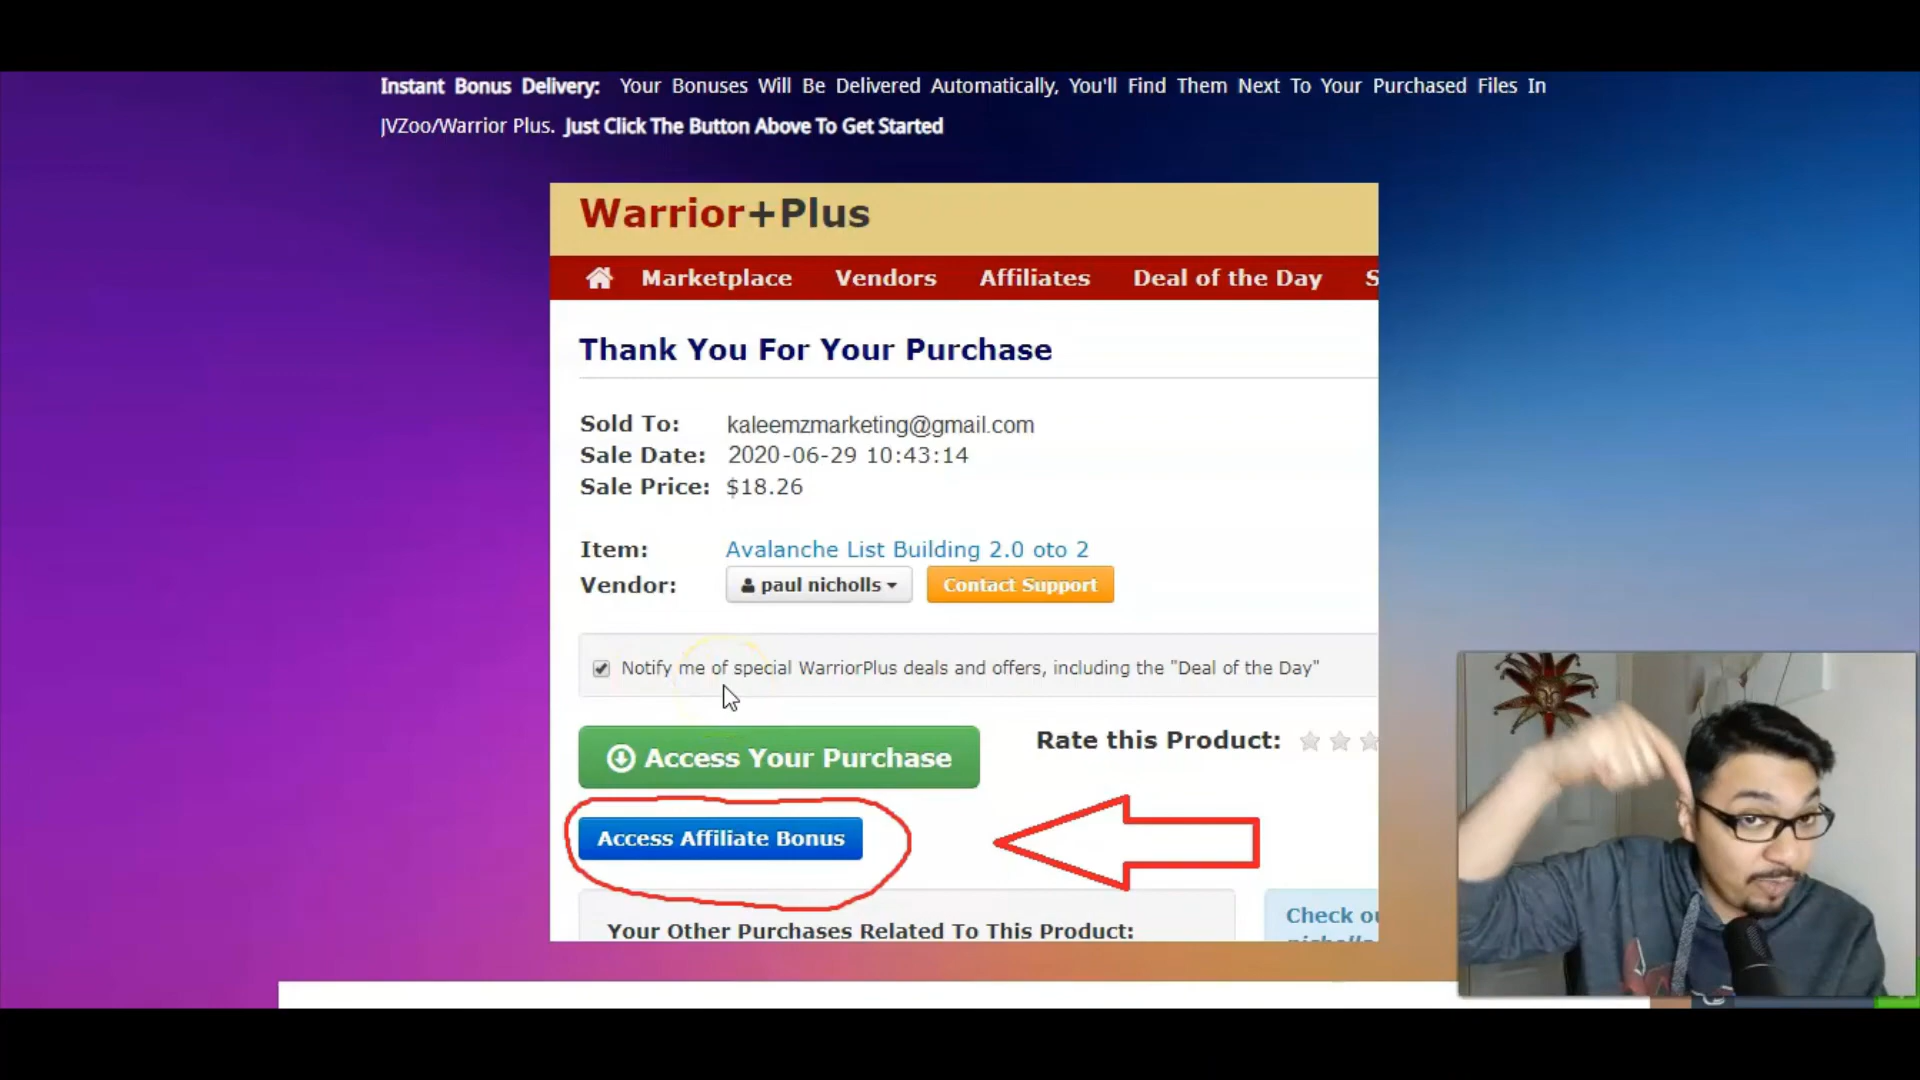 Instant Bonus Delivery: Your Bonuses Will Be Delivered Automatically, You'll Find Them Next To Your Purchased Files In
JVZoo/Warrior Plus. Just Click The Button Above To Get Started
Warrior+Plus
Marketplace Vendors Affiliates Deal of the Day S
Thank You For Your Purchase
Sold To: kaleemzmarketing@gmail.com
Sale Date: 2020-06-29 10:43:14
Sale Price: $18.26
Item: Avalanche List Building 2.0 oto 2
Vendor: paul nicholls Contact Support
Notify me of special WarriorPlus deals and offers, including the "Deal of the Day"
Access Your Purchase Rate this Product:
Access Affiliate Bonus
Your Other Purchases Related To This Product:
Check ou